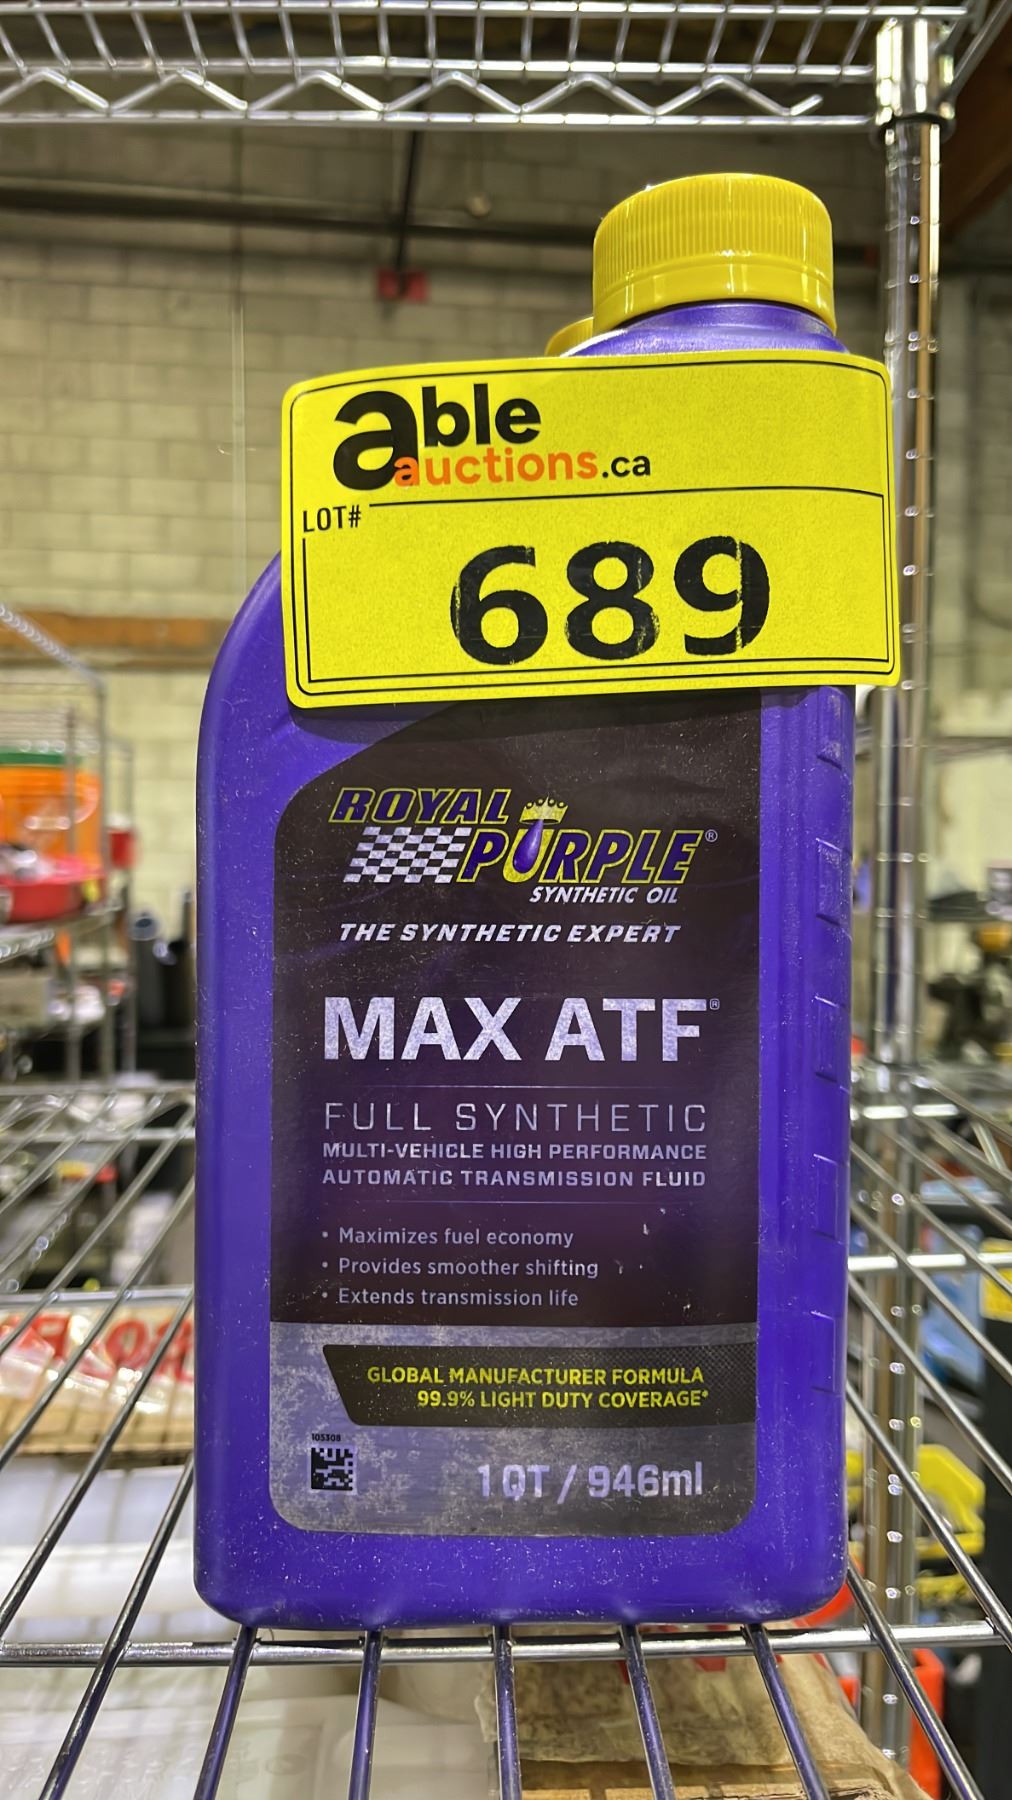 able
auctions.ca
LOT#
689
ROYAL
PURPLE®
SYNTHETIC OIL
THE SYNTHETIC EXPERT
MAX ATF®
FULL SYNTHETIC
MULTI-VEHICLE HIGH PERFORMANCE
AUTOMATIC TRANSMISSION FLUID
• Maximizes fuel economy
• Provides smoother shifting
• Extends transmission life
GLOBAL MANUFACTURER FORMULA
99.9% LIGHT DUTY COVERAGE*
105308
1 QT / 946ml